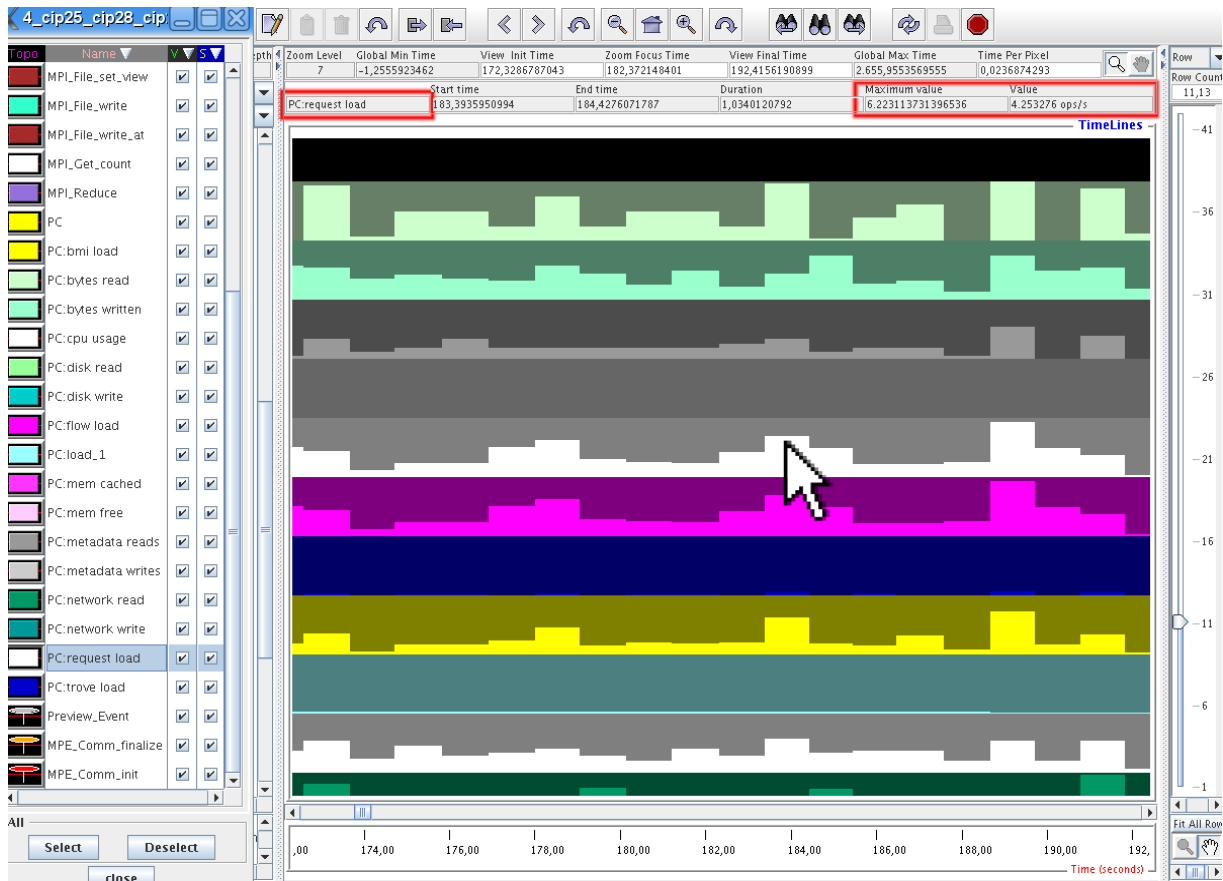 4_cip25_cip28_cip
Topo Name V S
MPI_File_set_view
MPI_File_write
MPI_File_write_at
MPI_Get_count
MPI_Reduce
PC
PC:bmi load
PC:bytes read
PC:bytes written
PC:cpu usage
PC:disk read
PC:disk write
PC:flow load
PC:load_1
PC:mem cached
PC:mem free
PC:metadata reads
PC:metadata writes
PC:network read
PC:network write
PC:request load
PC:trove load
Preview_Event
MPE_Comm_finalize
MPE_Comm_init
All
Select Deselect
close
pth Zoom Level Global Min Time View Init Time Zoom Focus Time View Final Time Global Max Time Time Per Pixel
7 -1,2555923462 172,3286787043 182,372148401 192,4156190899 2.655,9553569555 0,0236874293
Start time End time Duration Maximum value Value
PC:request load 183,3935950994 184,4276071787 1,0340120792 6.223113731396536 4.253276 ops/s
TimeLines
Row
Row Count
11,13
41
36
31
26
21
16
11
6
1
Fit All Row
,00 174,00 176,00 178,00 180,00 182,00 184,00 186,00 188,00 190,00 192,
Time (seconds)